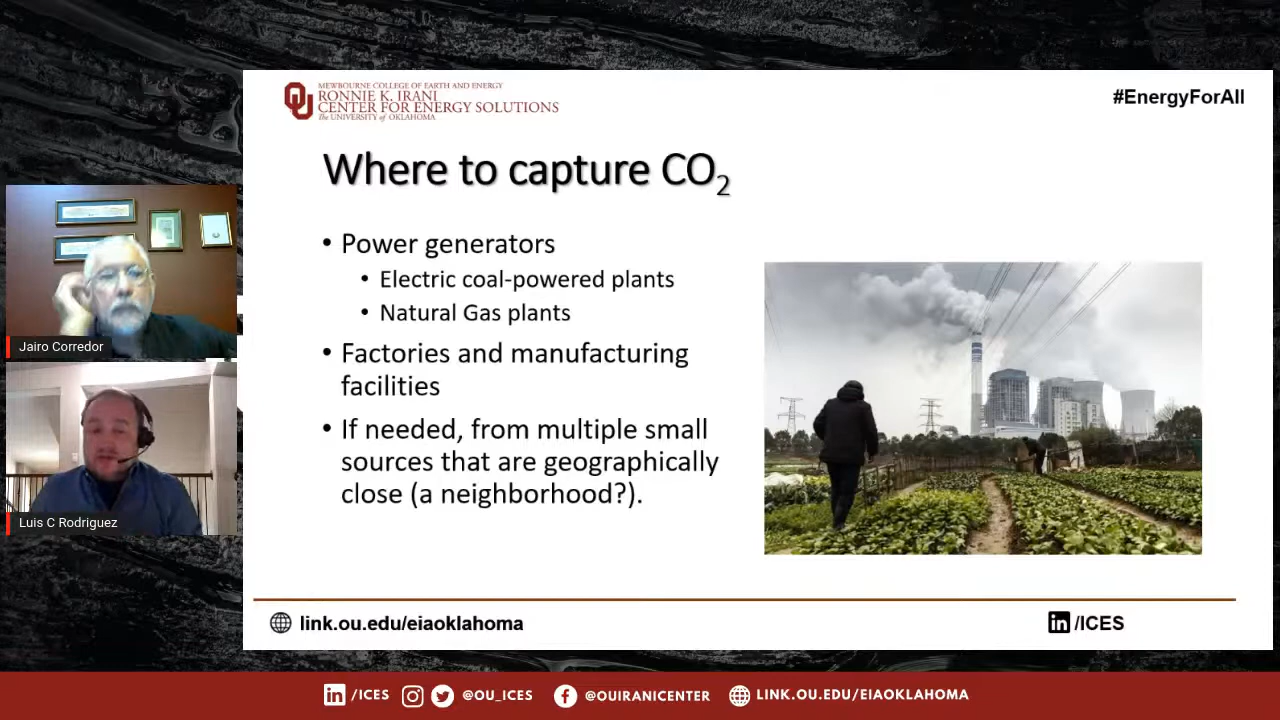 MEWBOURNE COLLEGE OF EARTH AND ENERGY
RONNIE K. IRANI
CENTER FOR ENERGY SOLUTIONS
The UNIVERSITY of OKLAHOMA
#EnergyForAll
Where to capture CO₂
• Power generators
• Electric coal-powered plants
• Natural Gas plants
• Factories and manufacturing
facilities
• If needed, from multiple small
sources that are geographically
close (a neighborhood?).
Jairo Corredor
Luis C Rodriguez
link.ou.edu/eiaoklahoma
in /ICES
in /ICES
@OU_ICES
@OUIRANICENTER
LINK.OU.EDU/EIAOKLAHOMA